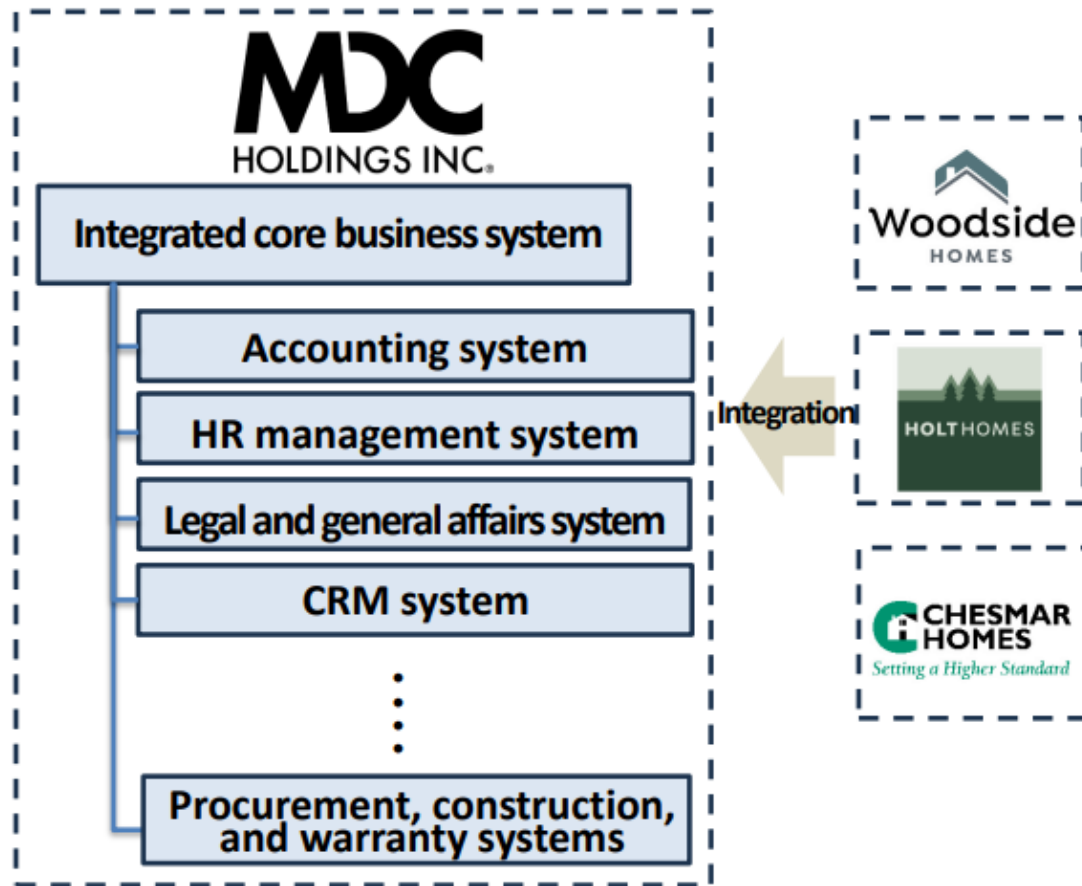 MDC
HOLDINGS INC.
Integrated core business system
Accounting system
HR management system
Legal and general affairs system
CRM system
Procurement, construction,
and warranty systems
Integration
Woodside
HOMES
HOLTHOMES
CHESMAR
HOMES
Setting a Higher Standard